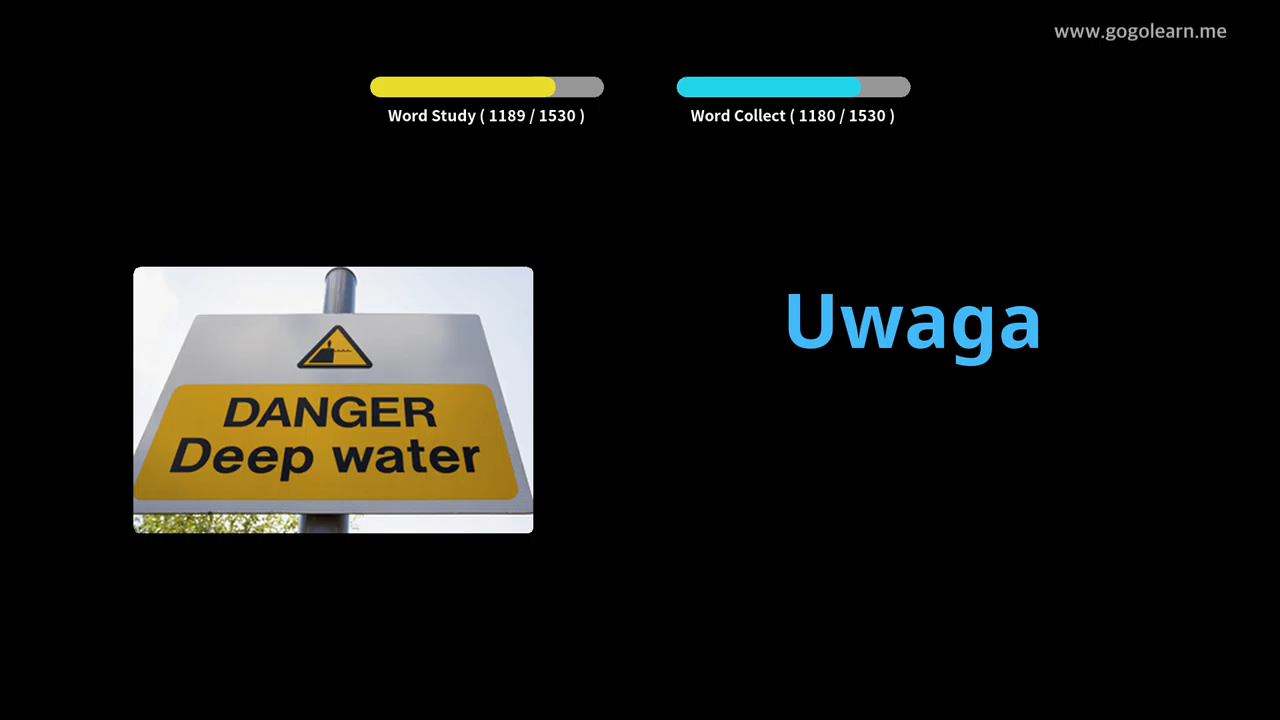 www.gogolearn.me
Word Study ( 1189 / 1530 )
Word Collect ( 1180 / 1530 )
DANGER
Deep water
Uwaga